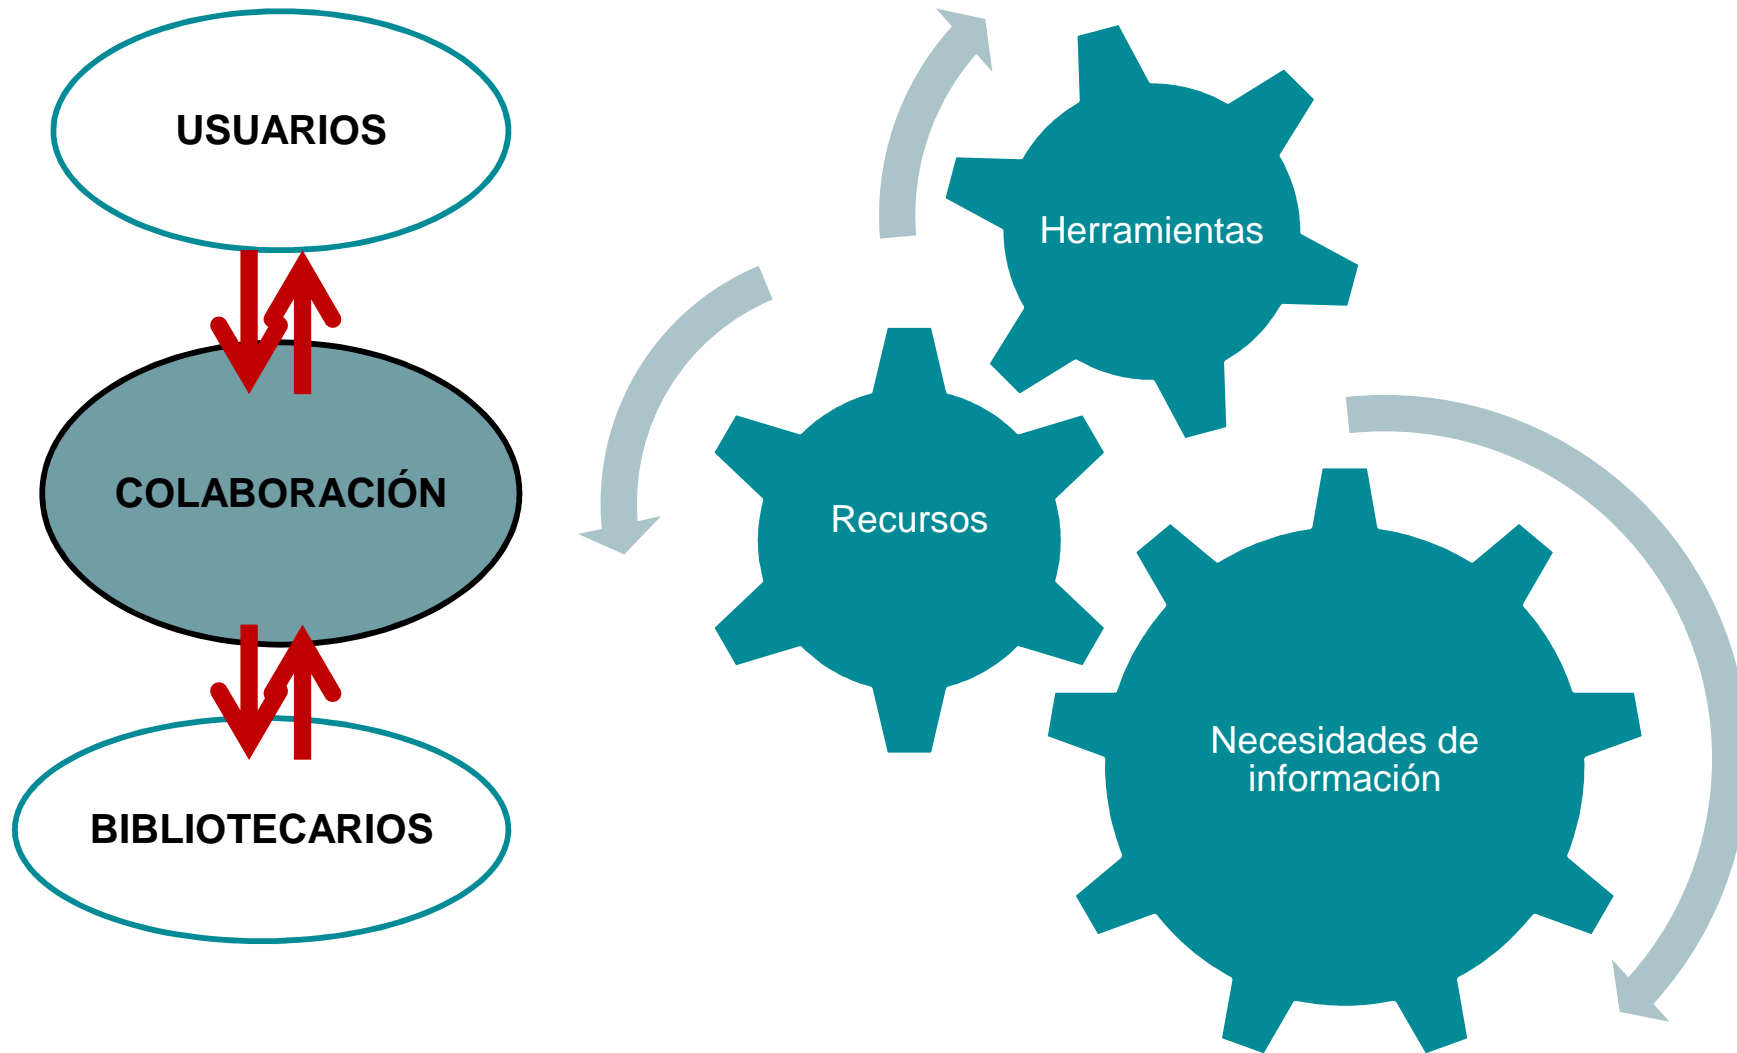 USUARIOS
COLABORACIÓN
BIBLIOTECARIOS
Herramientas
Recursos
Necesidades de
información